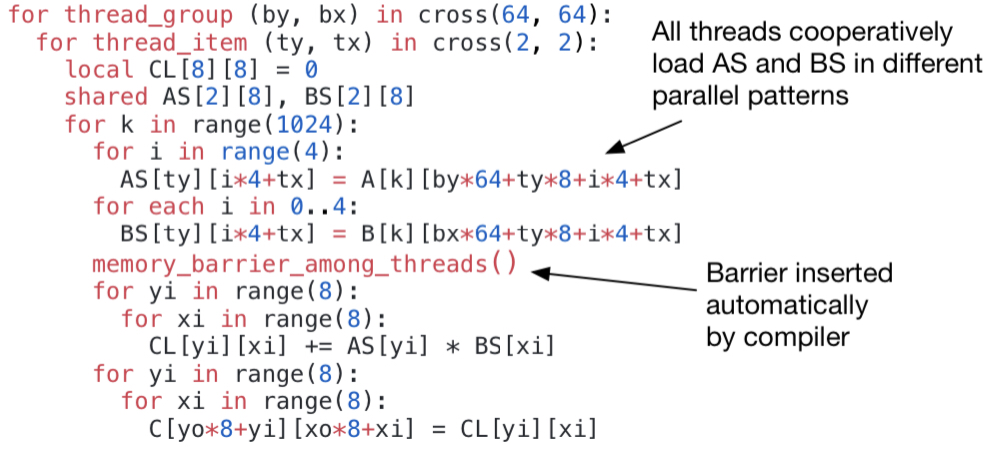 for thread_group (by, bx) in cross(64, 64):
  for thread_item (ty, tx) in cross(2, 2):
    local CL[8][8] = 0
    shared AS[2][8], BS[2][8]
    for k in range(1024):
      for i in range(4):
        AS[ty][i*4+tx] = A[k][by*64+ty*8+i*4+tx]
      for each i in 0..4:
        BS[ty][i*4+tx] = B[k][bx*64+ty*8+i*4+tx]
      memory_barrier_among_threads()
      for yi in range(8):
        for xi in range(8):
          CL[yi][xi] += AS[yi] * BS[xi]
      for yi in range(8):
        for xi in range(8):
          C[yo*8+yi][xo*8+xi] = CL[yi][xi]
All threads cooperatively
load AS and BS in different
parallel patterns
Barrier inserted
automatically
by compiler